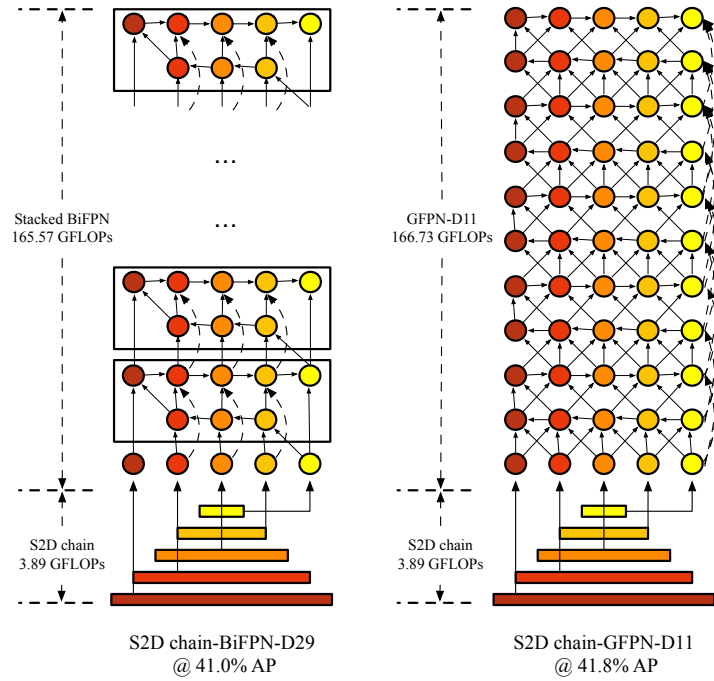 ...
...
Stacked BiFPN
165.57 GFLOPs
S2D chain
3.89 GFLOPs
S2D chain-BiFPN-D29
@ 41.0% AP
GFPN-D11
166.73 GFLOPs
S2D chain
3.89 GFLOPs
S2D chain-GFPN-D11
@ 41.8% AP